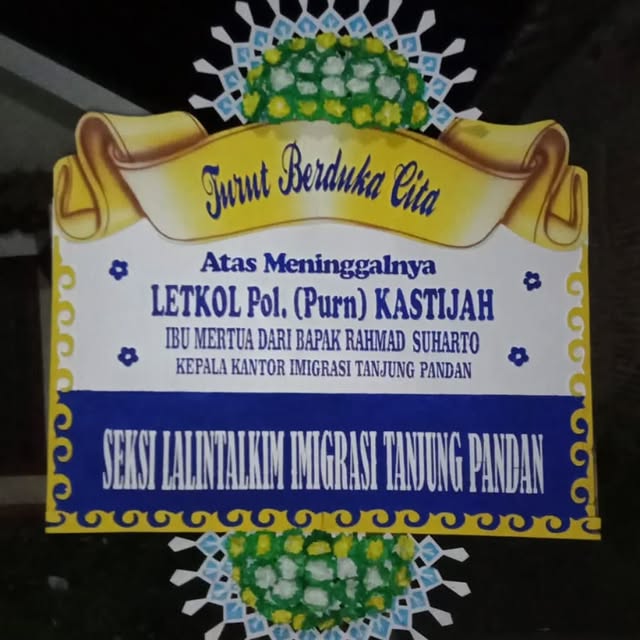 Turut Berduka Cita
Atas Meninggalnya
LETKOL Pol. (Purn) KASTIJAH
IBU MERTUA DARI BAPAK RAHMAD SUHARTO
KEPALA KANTOR IMIGRASI TANJUNG PANDAN
SEKSI LALINTALKIM IMIGRASI TANJUNG PANDAN